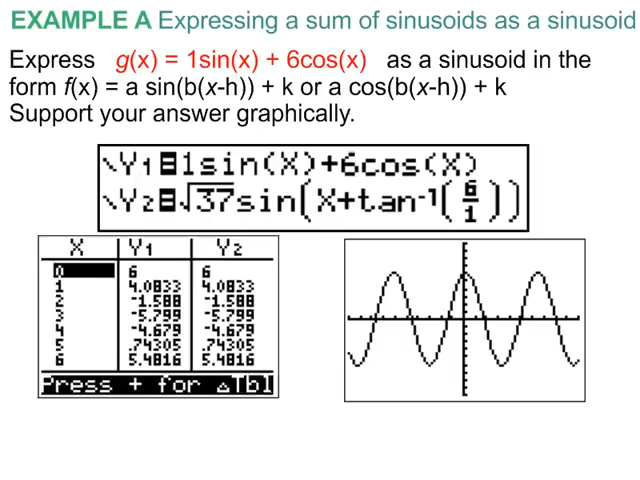 EXAMPLE A Expressing a sum of sinusoids as a sinusoid
Express g(x) = 1sin(x) + 6cos(x) as a sinusoid in the
form f(x) = a sin(b(x-h)) + k or a cos(b(x-h)) + k
Support your answer graphically.
\Y1=1sin(X)+6cos(X)
\Y2=√37sin(X+tan⁻¹(6/1))
X Y1 Y2
0 6 6
1 4.0833 4.0833
2 -1.588 -1.588
3 -5.799 -5.799
4 -4.679 -4.679
5 .74305 .74305
6 5.4816 5.4816
Press + for ΔTbl